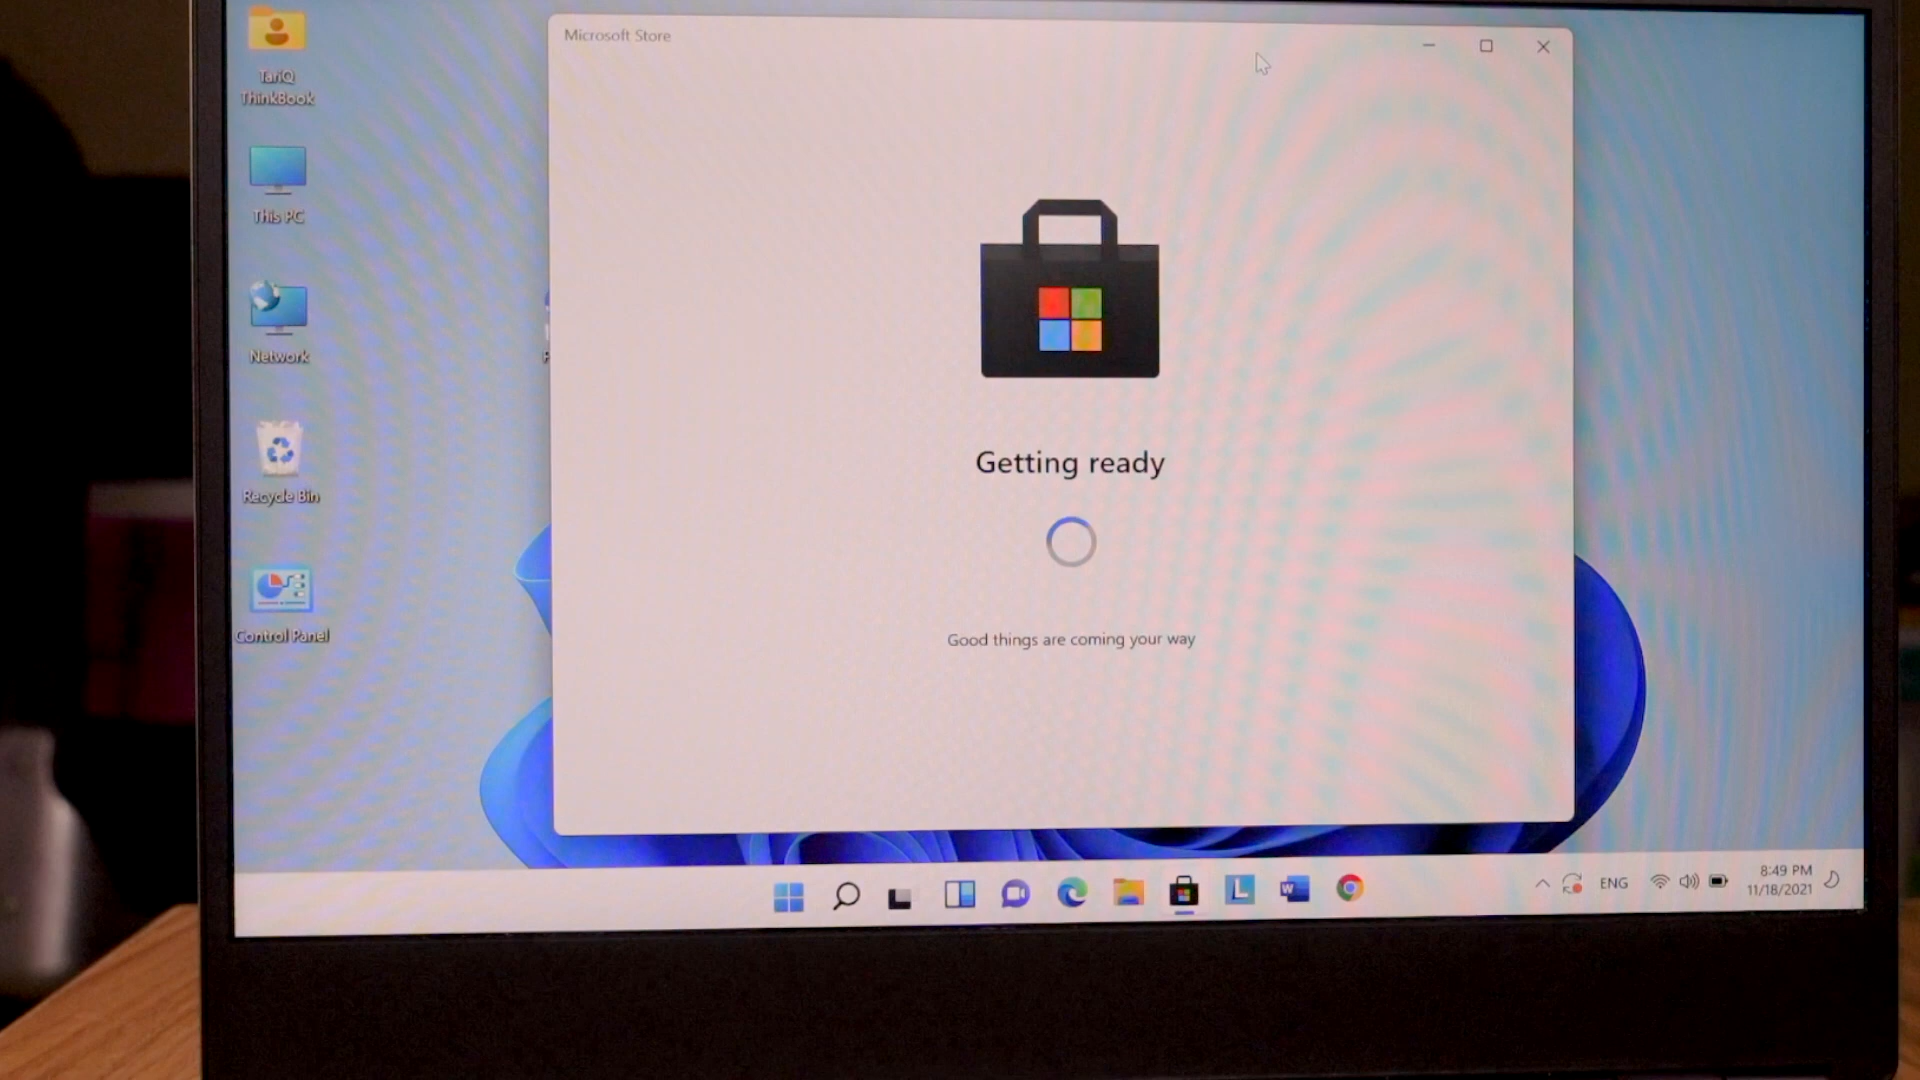 Microsoft Store
TariQ
ThinkBook
This PC
Network
Recycle Bin
Control Panel
Getting ready
Good things are coming your way
L
W
ENG
8:49 PM
11/18/2021